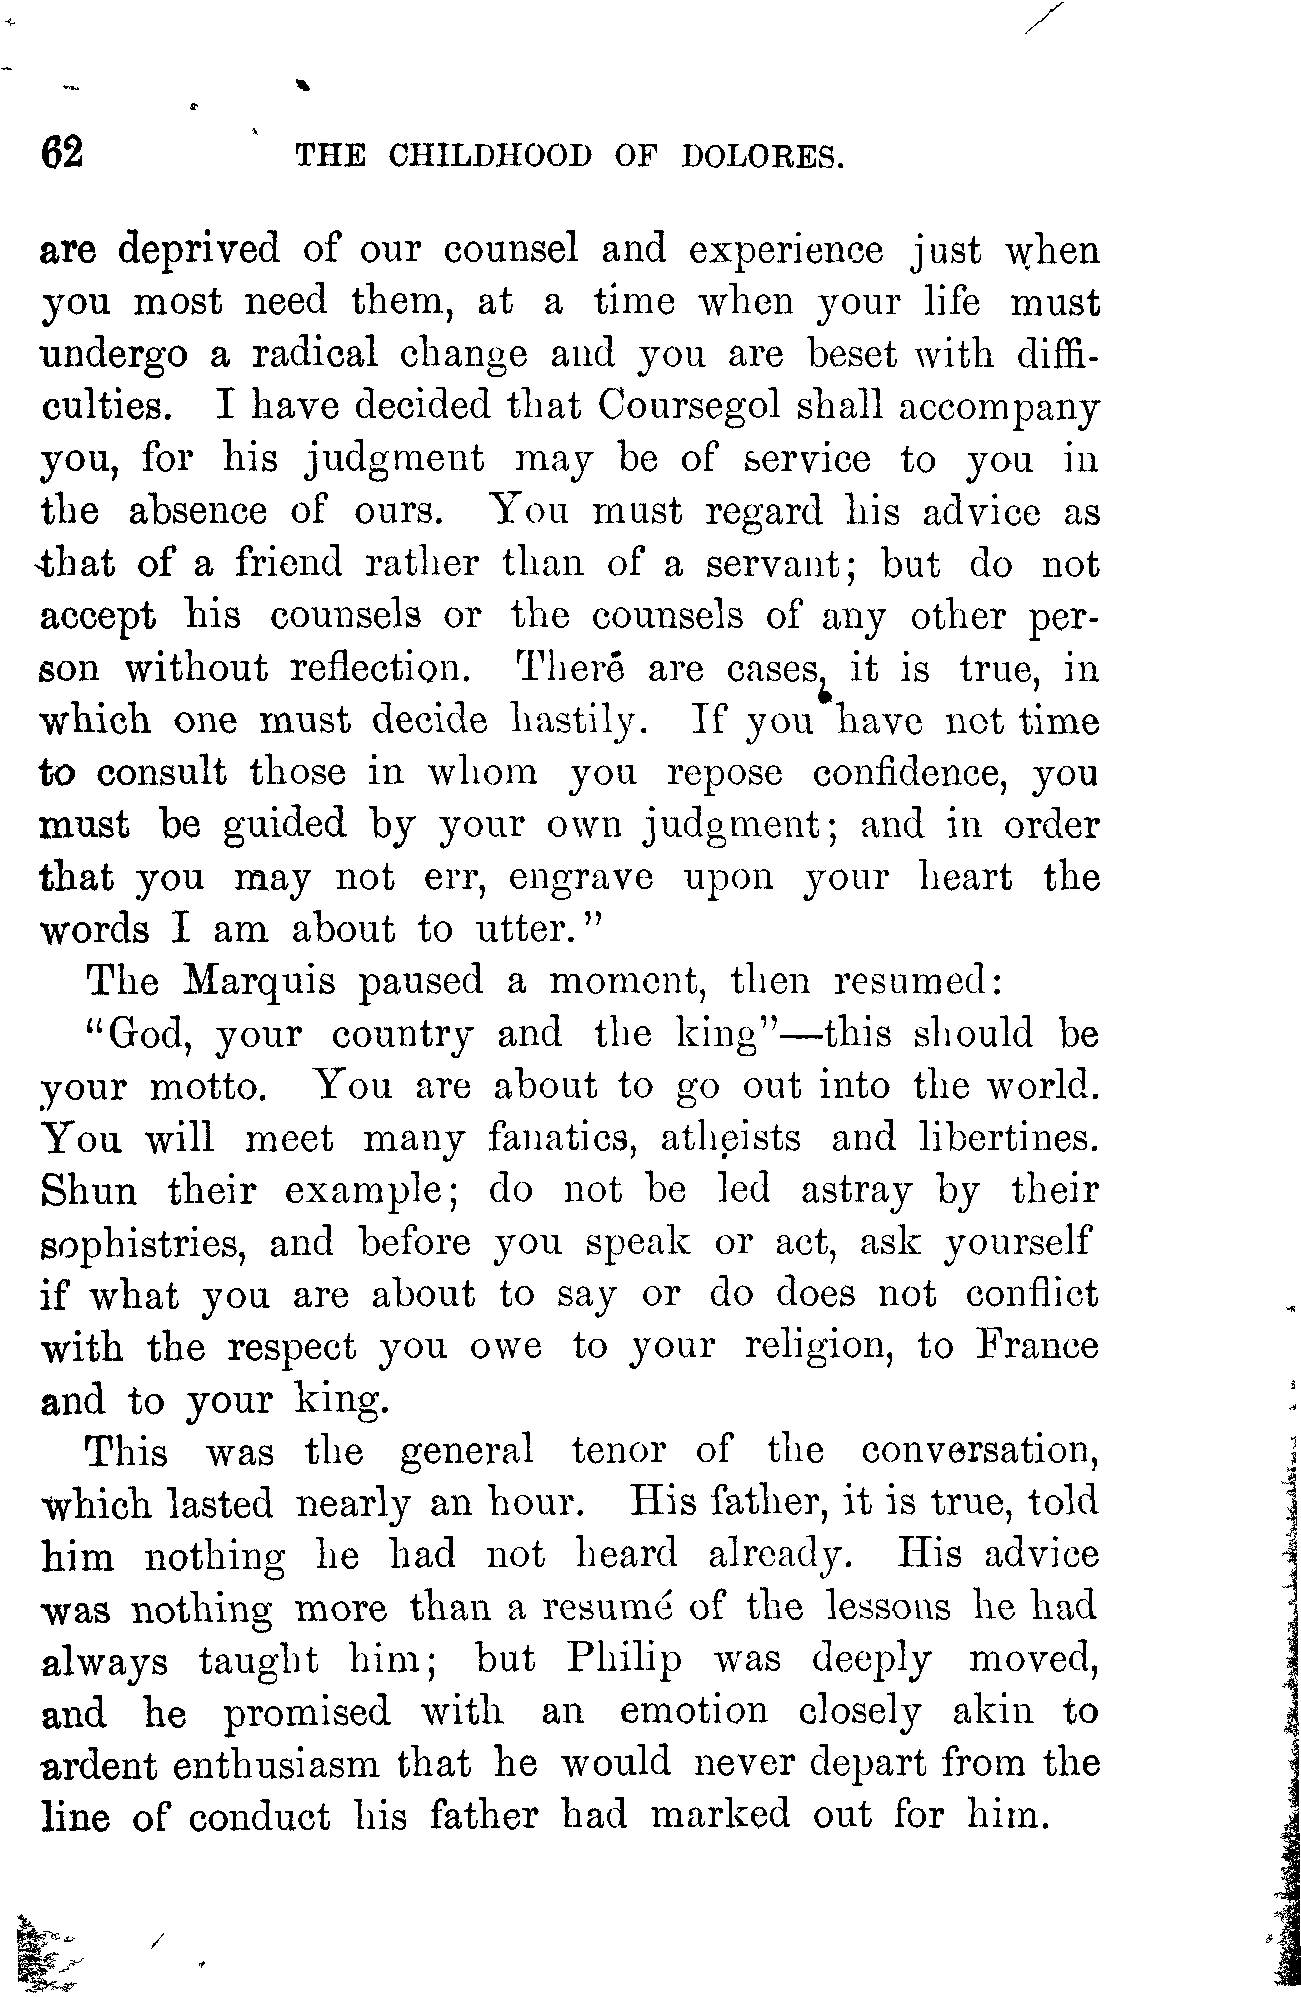 62 THE CHILDHOOD OF DOLORES.
are deprived of our counsel and experience just when
you most need them, at a time when your life must
undergo a radical change and you are beset with diffi-
culties. I have decided that Coursegol shall accompany
you, for his judgment may be of service to you in
the absence of ours. You must regard his advice as
that of a friend rather than of a servant; but do not
accept his counsels or the counsels of any other per-
son without reflection. There are cases, it is true, in
which one must decide hastily. If you have not time
to consult those in whom you repose confidence, you
must be guided by your own judgment; and in order
that you may not err, engrave upon your heart the
words I am about to utter."
The Marquis paused a moment, then resumed:
"God, your country and the king"—this should be
your motto. You are about to go out into the world.
You will meet many fanatics, atheists and libertines.
Shun their example; do not be led astray by their
sophistries, and before you speak or act, ask yourself
if what you are about to say or do does not conflict
with the respect you owe to your religion, to France
and to your king.
This was the general tenor of the conversation,
which lasted nearly an hour. His father, it is true, told
him nothing he had not heard already. His advice
was nothing more than a resumé of the lessons he had
always taught him; but Philip was deeply moved,
and he promised with an emotion closely akin to
ardent enthusiasm that he would never depart from the
line of conduct his father had marked out for him.